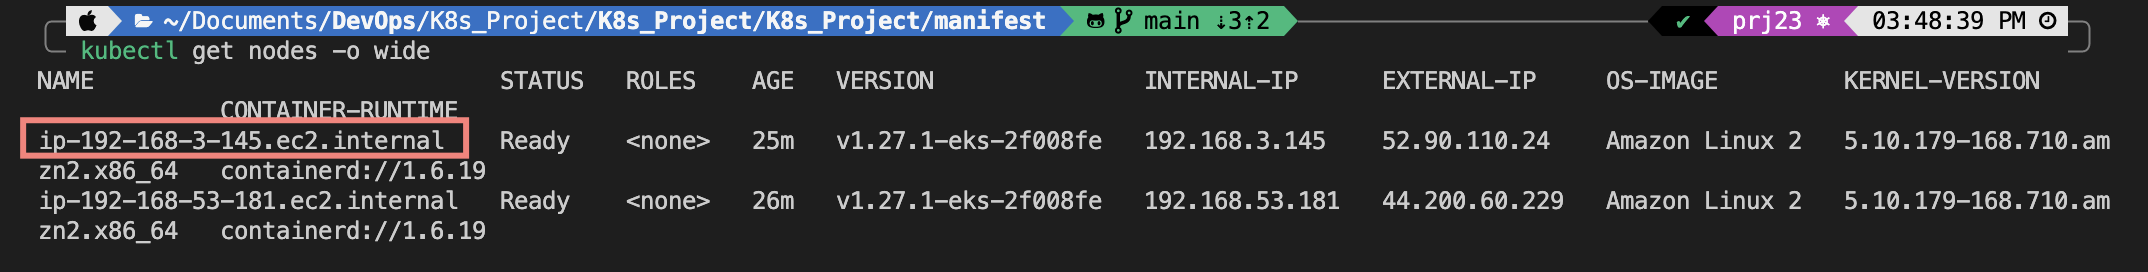 ~/Documents/DevOps/K8s_Project/K8s_Project/K8s_Project/manifest main ⇣3⇡2 ✔ prj23 ⎈ 03:48:39 PM
kubectl get nodes -o wide
NAME STATUS ROLES AGE VERSION INTERNAL-IP EXTERNAL-IP OS-IMAGE KERNEL-VERSION
CONTAINER-RUNTIME
ip-192-168-3-145.ec2.internal Ready <none> 25m v1.27.1-eks-2f008fe 192.168.3.145 52.90.110.24 Amazon Linux 2 5.10.179-168.710.am
zn2.x86_64 containerd://1.6.19
ip-192-168-53-181.ec2.internal Ready <none> 26m v1.27.1-eks-2f008fe 192.168.53.181 44.200.60.229 Amazon Linux 2 5.10.179-168.710.am
zn2.x86_64 containerd://1.6.19